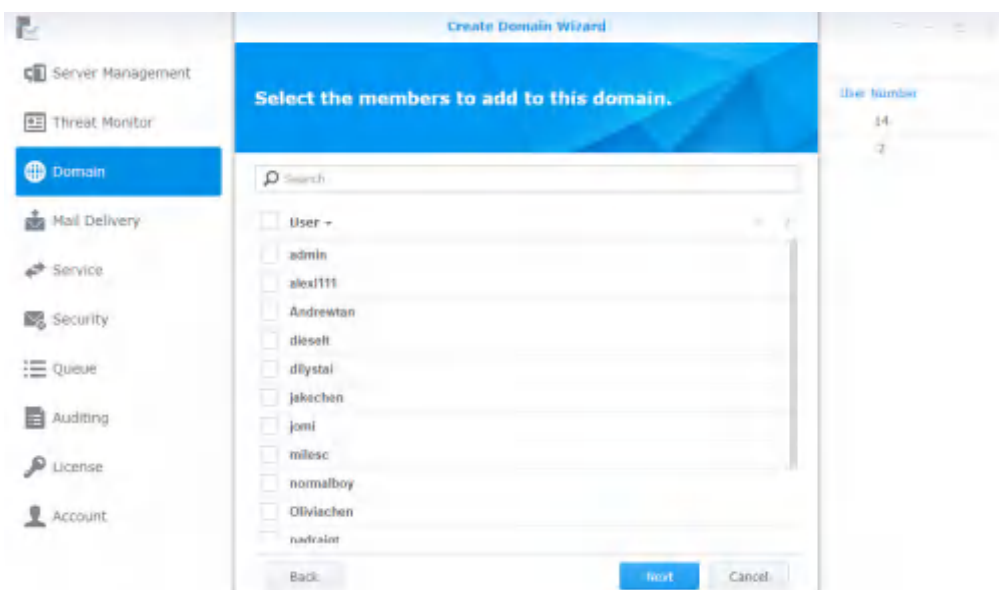 Create Domain Wizard
Server Management
Threat Monitor
Domain
Mail Delivery
Service
Security
Queue
Auditing
License
Account
Select the members to add to this domain.
Search
User
admin
Andrewtan
dieselt
dilystai
jakechen
jomi
milesc
normalboy
Oliviachen
Back
Next
Cancel
User Number
14
2